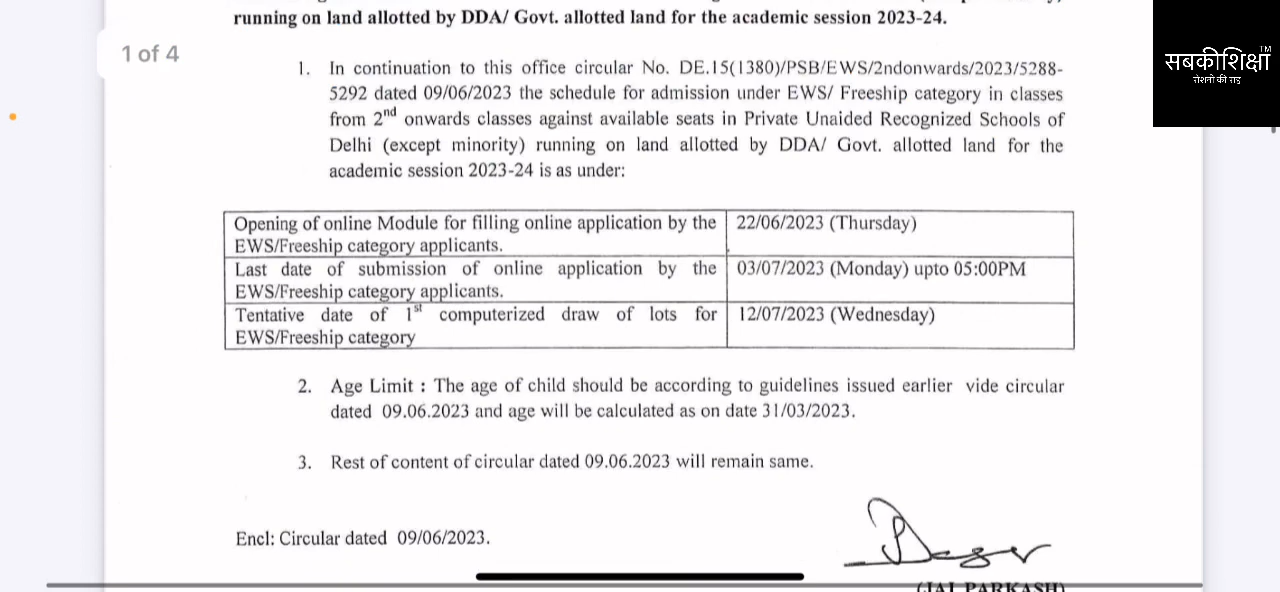 running on land allotted by DDA/ Govt. allotted land for the academic session 2023-24.
1 of 4
सबकीशिक्षा™
रोशनी की राह
1. In continuation to this office circular No. DE.15(1380)/PSB/EWS/2ndonwards/2023/5288-
5292 dated 09/06/2023 the schedule for admission under EWS/ Freeship category in classes
from 2nd onwards classes against available seats in Private Unaided Recognized Schools of
Delhi (except minority) running on land allotted by DDA/ Govt. allotted land for the
academic session 2023-24 is as under:
Opening of online Module for filling online application by the
EWS/Freeship category applicants.
22/06/2023 (Thursday)
Last date of submission of online application by the
EWS/Freeship category applicants.
03/07/2023 (Monday) upto 05:00PM
Tentative date of 1st computerized draw of lots for
EWS/Freeship category
12/07/2023 (Wednesday)
2. Age Limit : The age of child should be according to guidelines issued earlier vide circular
dated 09.06.2023 and age will be calculated as on date 31/03/2023.
3. Rest of content of circular dated 09.06.2023 will remain same.
Encl: Circular dated 09/06/2023.
(JAI PARKASH)